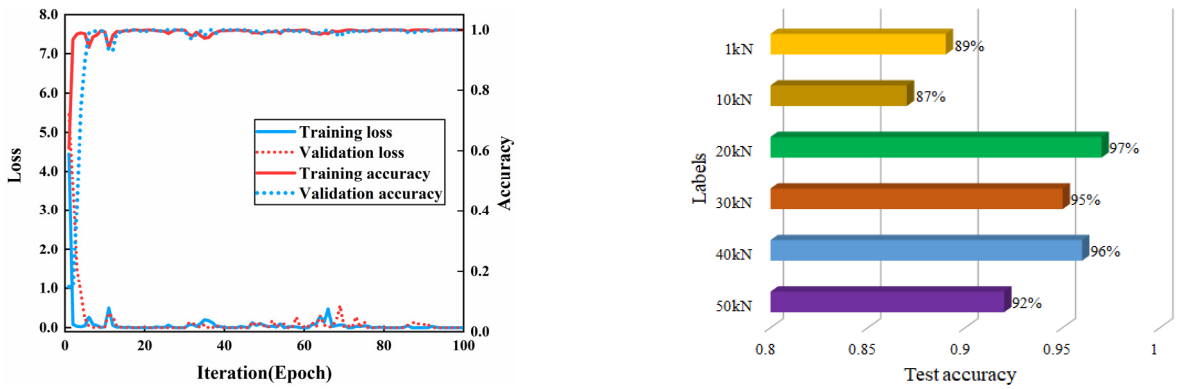 8.0
7.0
6.0
5.0
4.0
3.0
2.0
1.0
0.0
Loss
1.0
0.8
0.6
0.4
0.2
0.0
Accuracy
Training loss
Validation loss
Training accuracy
Validation accuracy
0 20 40 60 80 100
Iteration(Epoch)
Labels
1kN 89%
10kN 87%
20kN 97%
30kN 95%
40kN 96%
50kN 92%
0.8 0.85 0.9 0.95 1
Test accuracy